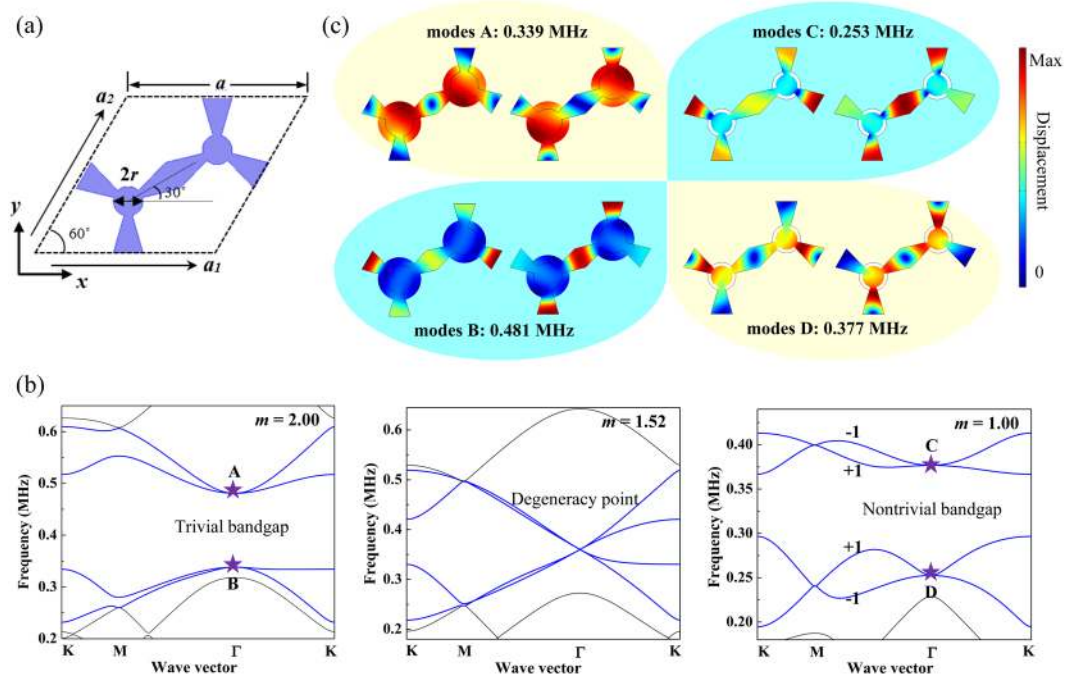 (a)
a
a2
2r
30°
60°
y
x
a1
(c)
modes A: 0.339 MHz
modes C: 0.253 MHz
modes B: 0.481 MHz
modes D: 0.377 MHz
Max
Displacement
0
(b)
Frequency (MHz)
0.6
0.5
0.4
0.3
0.2
m = 2.00
A
Trivial bandgap
B
K M Γ K
Wave vector
Frequency (MHz)
0.6
0.5
0.4
0.3
0.2
m = 1.52
Degeneracy point
K M Γ K
Wave vector
Frequency (MHz)
0.40
0.35
0.30
0.25
0.20
m = 1.00
-1
C
+1
Nontrivial bandgap
+1
-1
D
K M Γ K
Wave vector